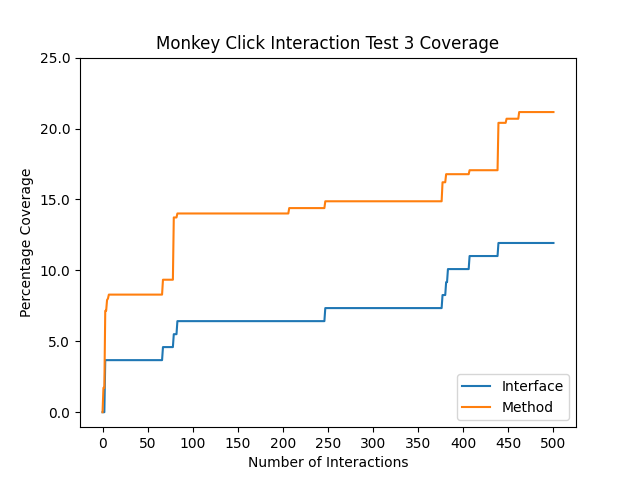 Monkey Click Interaction Test 3 Coverage
25.0
20.0
15.0
10.0
5.0
0.0
Percentage Coverage
Interface
Method
0 50 100 150 200 250 300 350 400 450 500
Number of Interactions